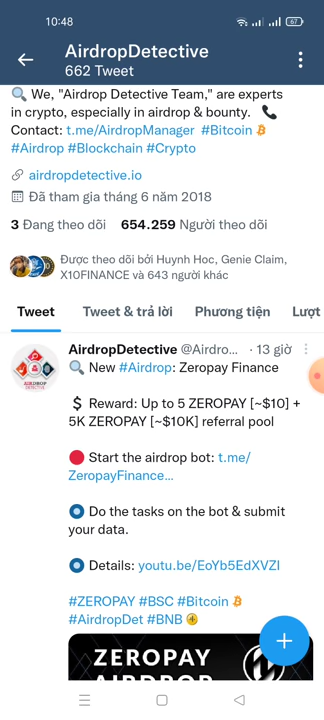 10:48
67
AirdropDetective
662 Tweet
🔍 We, "Airdrop Detective Team," are experts
in crypto, especially in airdrop & bounty. 📞
Contact: t.me/AirdropManager #Bitcoin
#Airdrop #Blockchain #Crypto
airdropdetective.io
Đã tham gia tháng 6 năm 2018
3 Đang theo dõi 654.259 Người theo dõi
Được theo dõi bởi Huynh Hoc, Genie Claim,
X10FINANCE và 643 người khác
Tweet Tweet & trả lời Phương tiện Lượt
AirdropDetective @Airdro... · 13 giờ
🔍 New #Airdrop: Zeropay Finance
💲 Reward: Up to 5 ZEROPAY [~$10] +
5K ZEROPAY [~$10K] referral pool
🔴 Start the airdrop bot: t.me/
ZeropayFinance...
🔵 Do the tasks on the bot & submit
your data.
🔵 Details: youtu.be/EoYb5EdXVZI
#ZEROPAY #BSC #Bitcoin
#AirdropDet #BNB
AIRDROP
DETECTIVE
ZEROPAY
AIRDROP